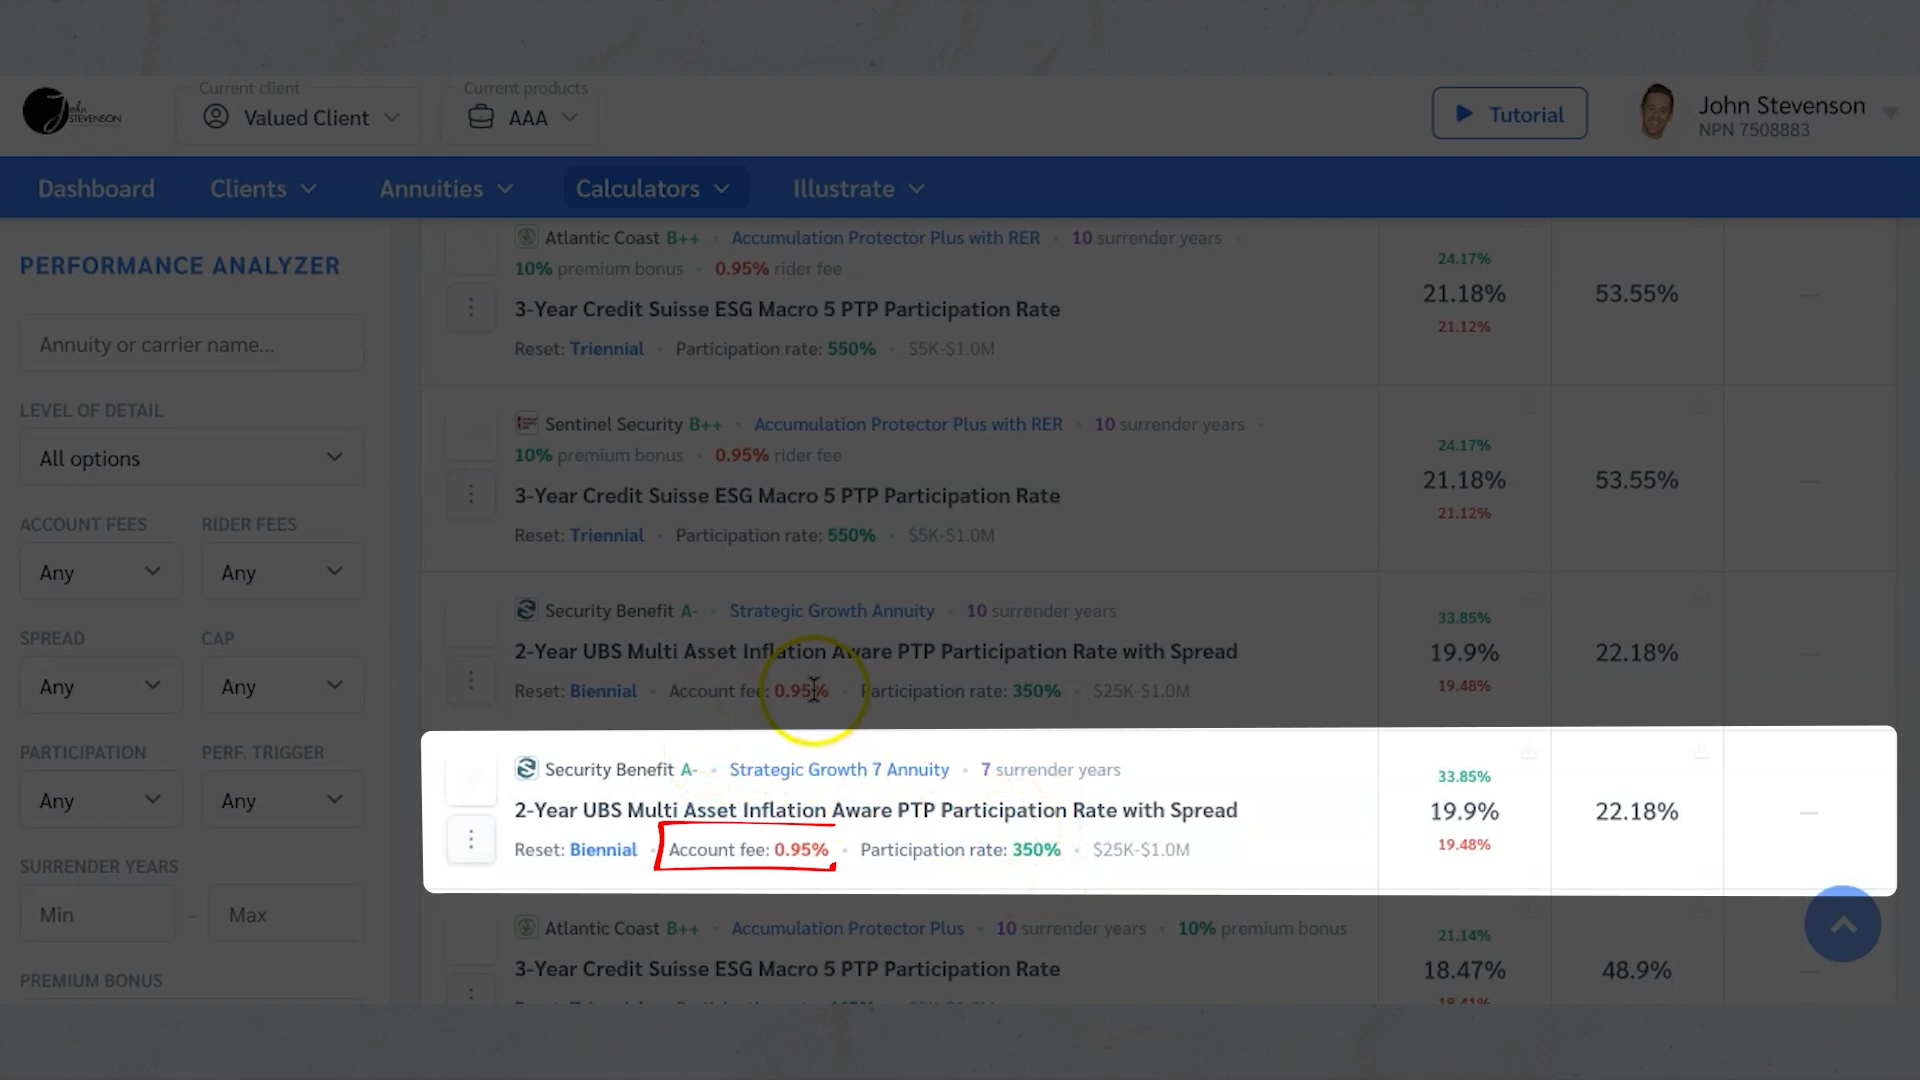 John
STEVENSON
Current client
Valued Client
Current products
AAA
Tutorial
John Stevenson
NPN 7508883
Dashboard
Clients
Annuities
Calculators
Illustrate
PERFORMANCE ANALYZER
Annuity or carrier name...
LEVEL OF DETAIL
All options
ACCOUNT FEES
RIDER FEES
Any
Any
SPREAD
CAP
Any
Any
PARTICIPATION
PERF. TRIGGER
Any
Any
SURRENDER YEARS
Min - Max
PREMIUM BONUS
Atlantic Coast B++ • Accumulation Protector Plus with RER • 10 surrender years •
10% premium bonus • 0.95% rider fee
3-Year Credit Suisse ESG Macro 5 PTP Participation Rate
Reset: Triennial • Participation rate: 550% • $5K-$1.0M
24.17%
21.18%
21.12%
53.55%
—
Sentinel Security B++ • Accumulation Protector Plus with RER • 10 surrender years •
10% premium bonus • 0.95% rider fee
3-Year Credit Suisse ESG Macro 5 PTP Participation Rate
Reset: Triennial • Participation rate: 550% • $5K-$1.0M
24.17%
21.18%
21.12%
53.55%
—
Security Benefit A- • Strategic Growth Annuity • 10 surrender years
2-Year UBS Multi Asset Inflation Aware PTP Participation Rate with Spread
Reset: Biennial • Account fee: 0.95% • Participation rate: 350% • $25K-$1.0M
33.85%
19.9%
19.48%
22.18%
—
Security Benefit A- • Strategic Growth 7 Annuity • 7 surrender years
2-Year UBS Multi Asset Inflation Aware PTP Participation Rate with Spread
Reset: Biennial • Account fee: 0.95% • Participation rate: 350% • $25K-$1.0M
33.85%
19.9%
19.48%
22.18%
—
Atlantic Coast B++ • Accumulation Protector Plus • 10 surrender years • 10% premium bonus
3-Year Credit Suisse ESG Macro 5 PTP Participation Rate
21.14%
18.47%
18.41%
48.9%
—